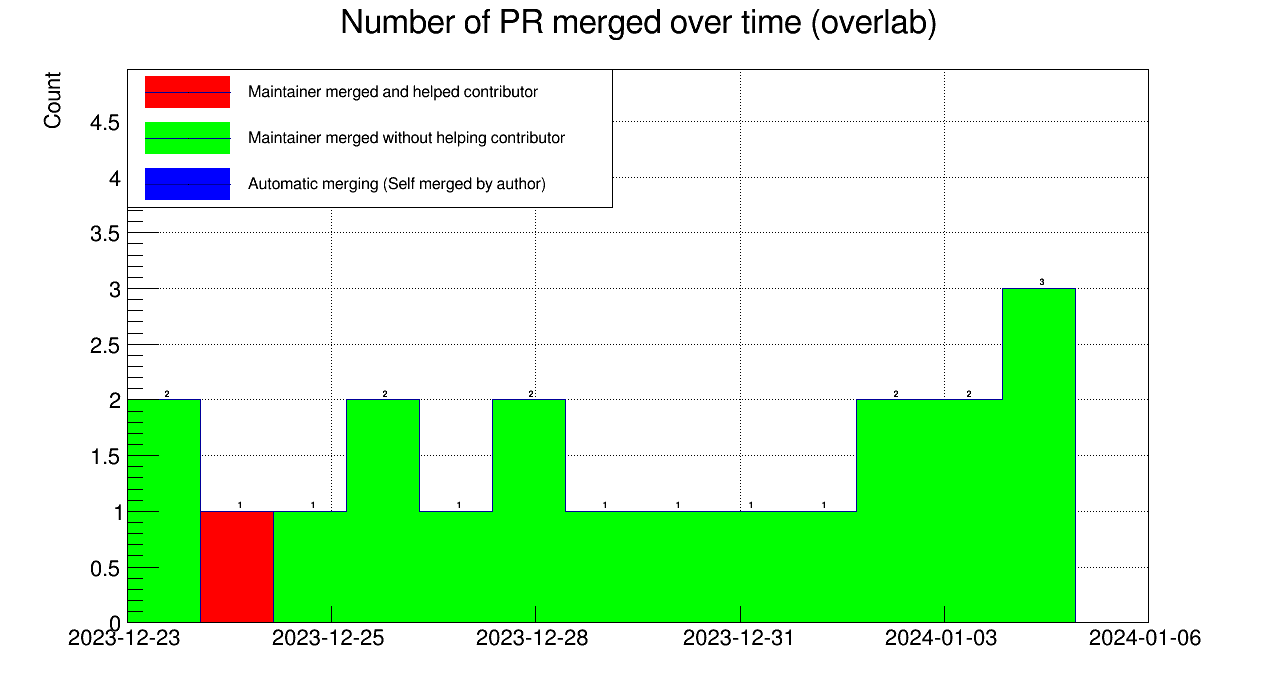 Number of PR merged over time (overlab)
Count
Maintainer merged and helped contributor
Maintainer merged without helping contributor
Automatic merging (Self merged by author)
4.5
4
3.5
3
2.5
2
1.5
1
0.5
0
2 1 1 2 1 2 1 1 1 1 2 2 3
2023-12-23 2023-12-25 2023-12-28 2023-12-31 2024-01-03 2024-01-06